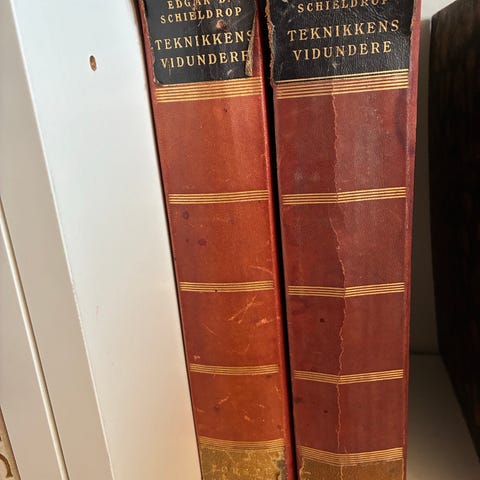 EDGAR B.
SCHIELDROP
TEKNIKKENS
VIDUNDERE
SCHIELDROP
TEKNIKKENS
VIDUNDERE